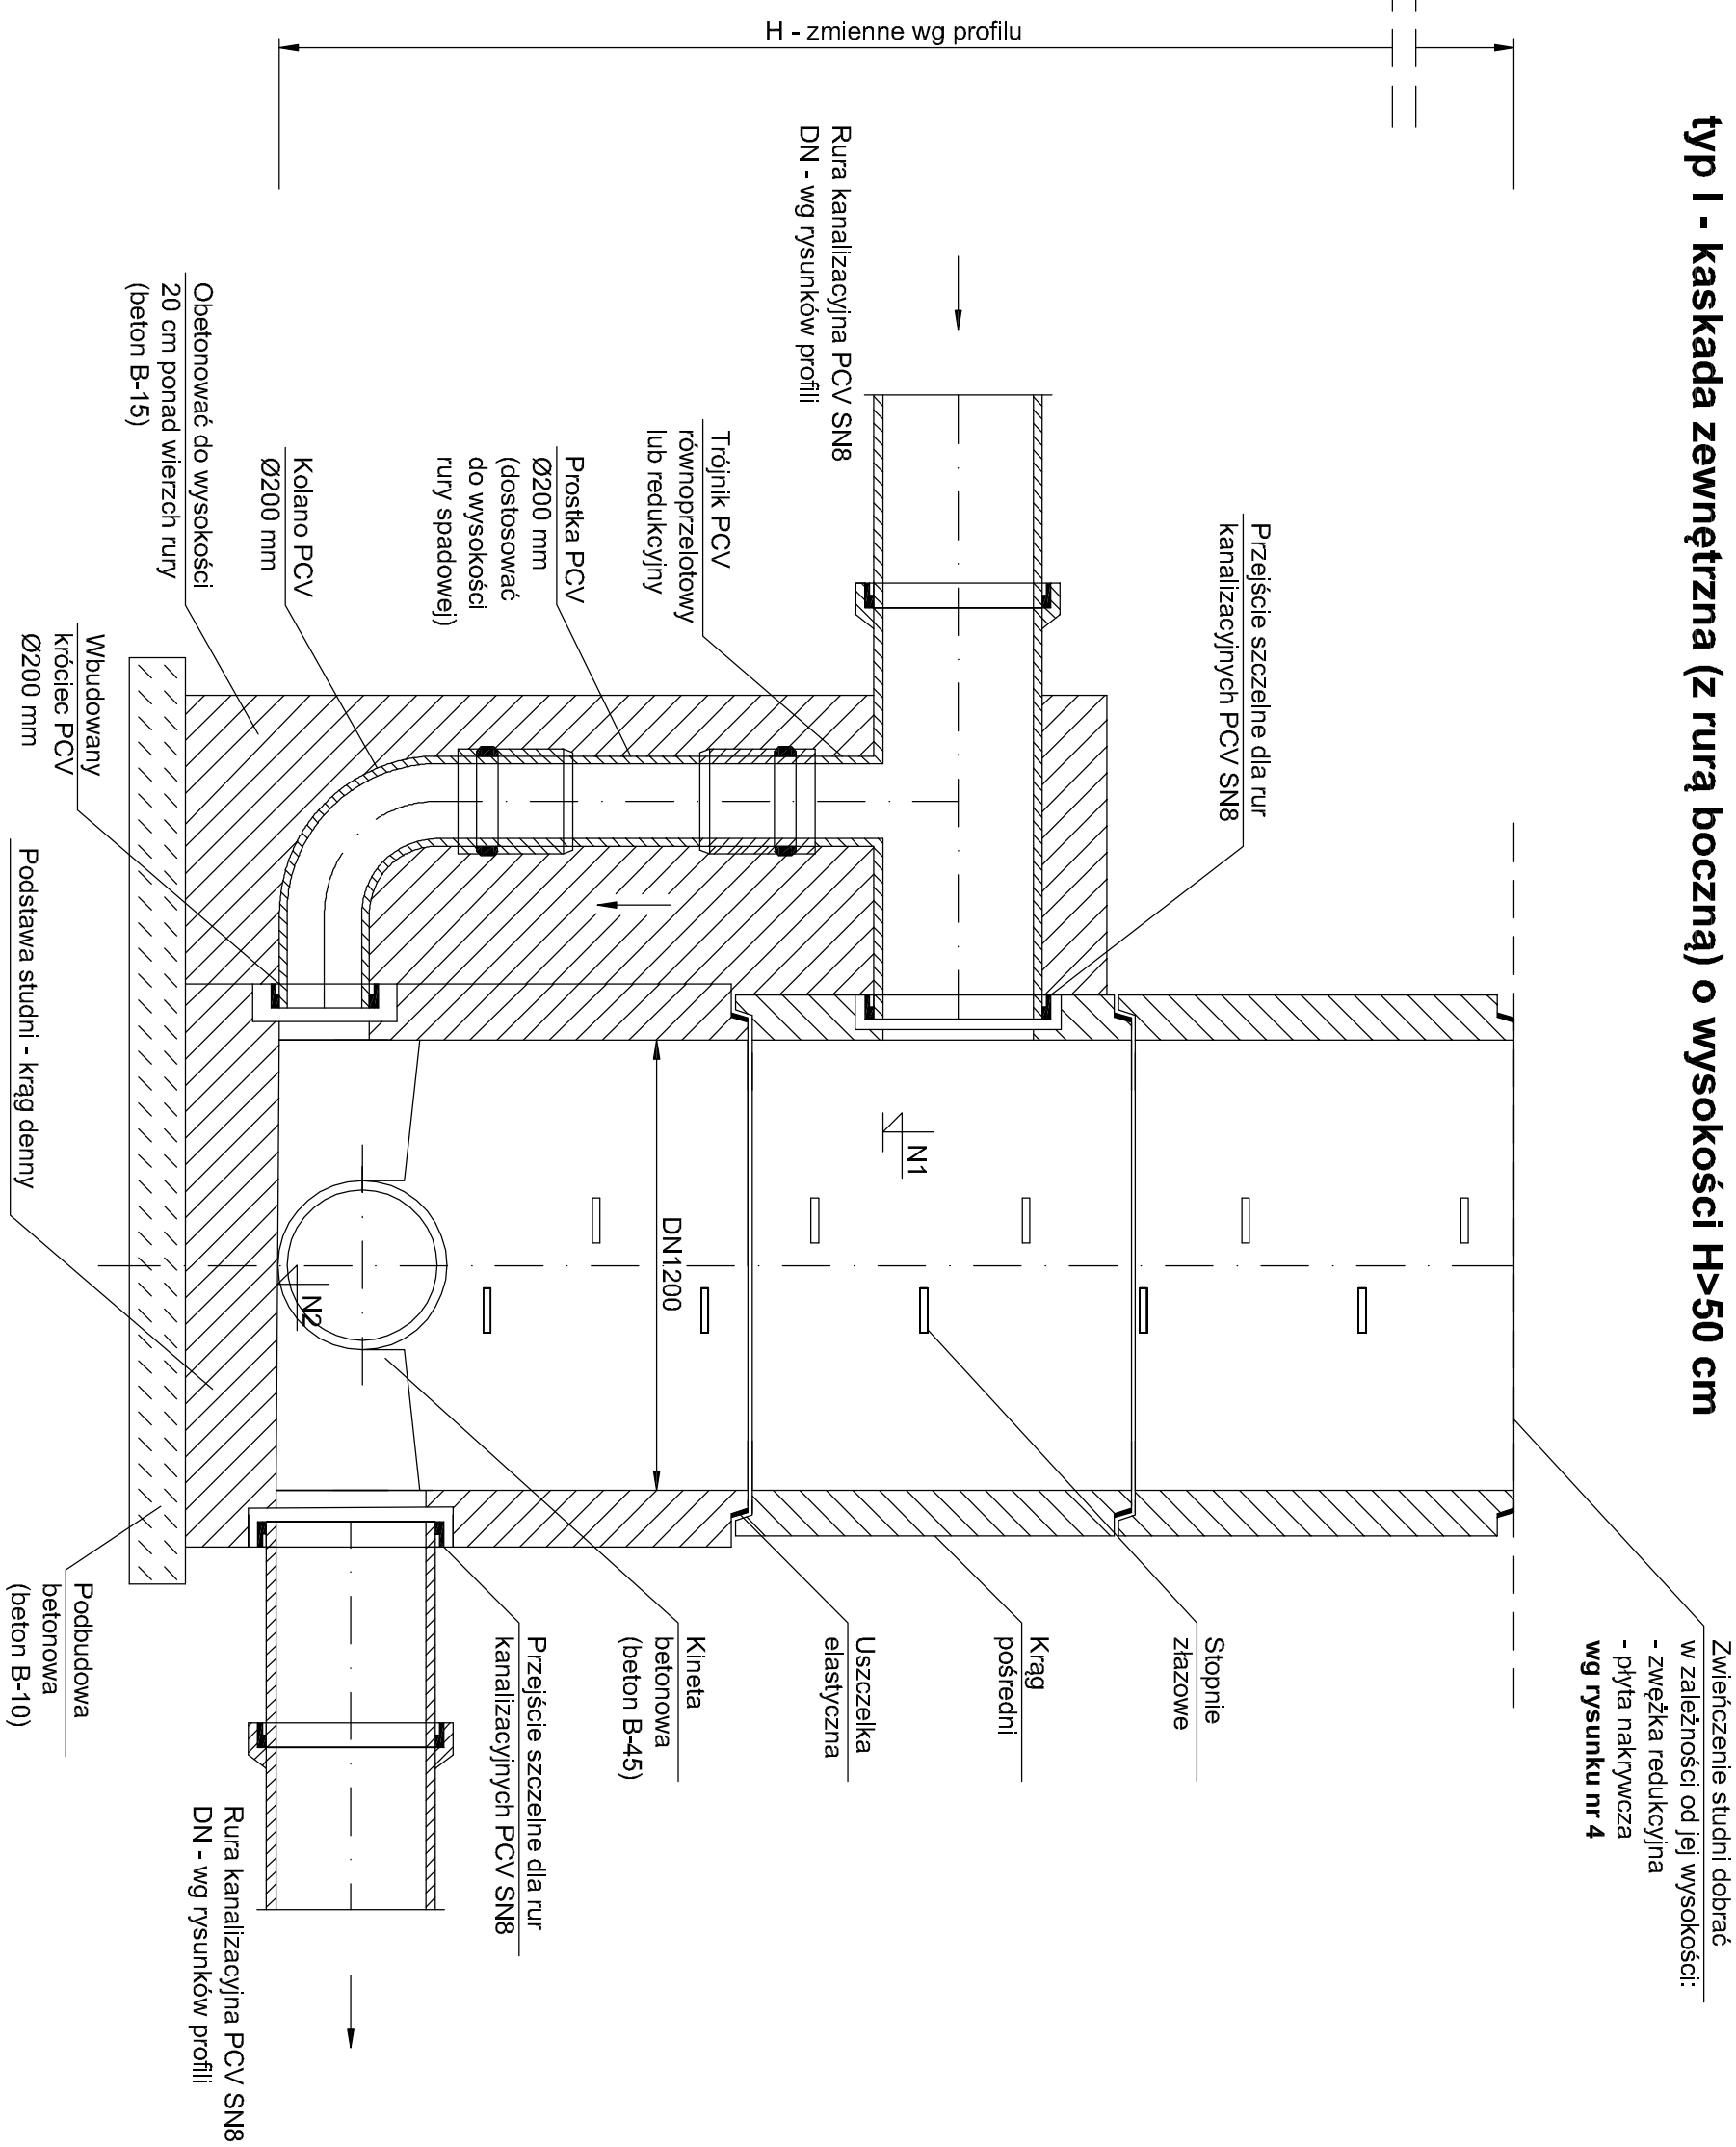 typ I - kaskada zewnętrzna (z rurą boczną) o wysokości H>50 cm
H - zmienne wg profilu
Zwieńczenie studni dobrać
w zależności od jej wysokości:
- zwężka redukcyjna
- płyta nakrywcza
wg rysunku nr 4
Przejście szczelne dla rur
kanalizacyjnych PCV SN8
Stopnie
złazowe
Krąg
pośredni
Rura kanalizacyjna PCV SN8
DN - wg rysunków profili
N1
Uszczelka
elastyczna
Trójnik PCV
równoprzelotowy
lub redukcyjny
DN1200
Kineta
betonowa
(beton B-45)
Prostka PCV
Ø200 mm
(dostosować
do wysokości
rury spadowej)
Przejście szczelne dla rur
kanalizacyjnych PCV SN8
Kolano PCV
Ø200 mm
N2
Obetonować do wysokości
20 cm ponad wierzch rury
(beton B-15)
Rura kanalizacyjna PCV SN8
DN - wg rysunków profili
Wbudowany
króciec PCV
Ø200 mm
Podbudowa
betonowa
(beton B-10)
Podstawa studni - krąg denny